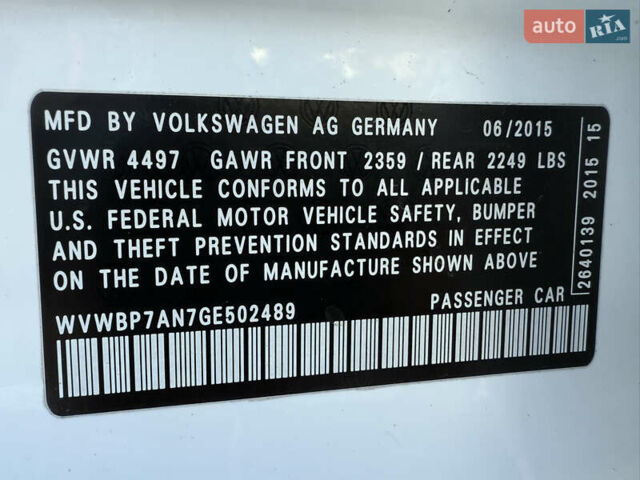 auto RIA.com
MFD BY VOLKSWAGEN AG GERMANY 06/2015
GVWR 4497 GAWR FRONT 2359 / REAR 2249 LBS
THIS VEHICLE CONFORMS TO ALL APPLICABLE
U.S. FEDERAL MOTOR VEHICLE SAFETY, BUMPER
AND THEFT PREVENTION STANDARDS IN EFFECT
ON THE DATE OF MANUFACTURE SHOWN ABOVE
WVWBP7AN7GE502489 PASSENGER CAR
2640139 2015 15